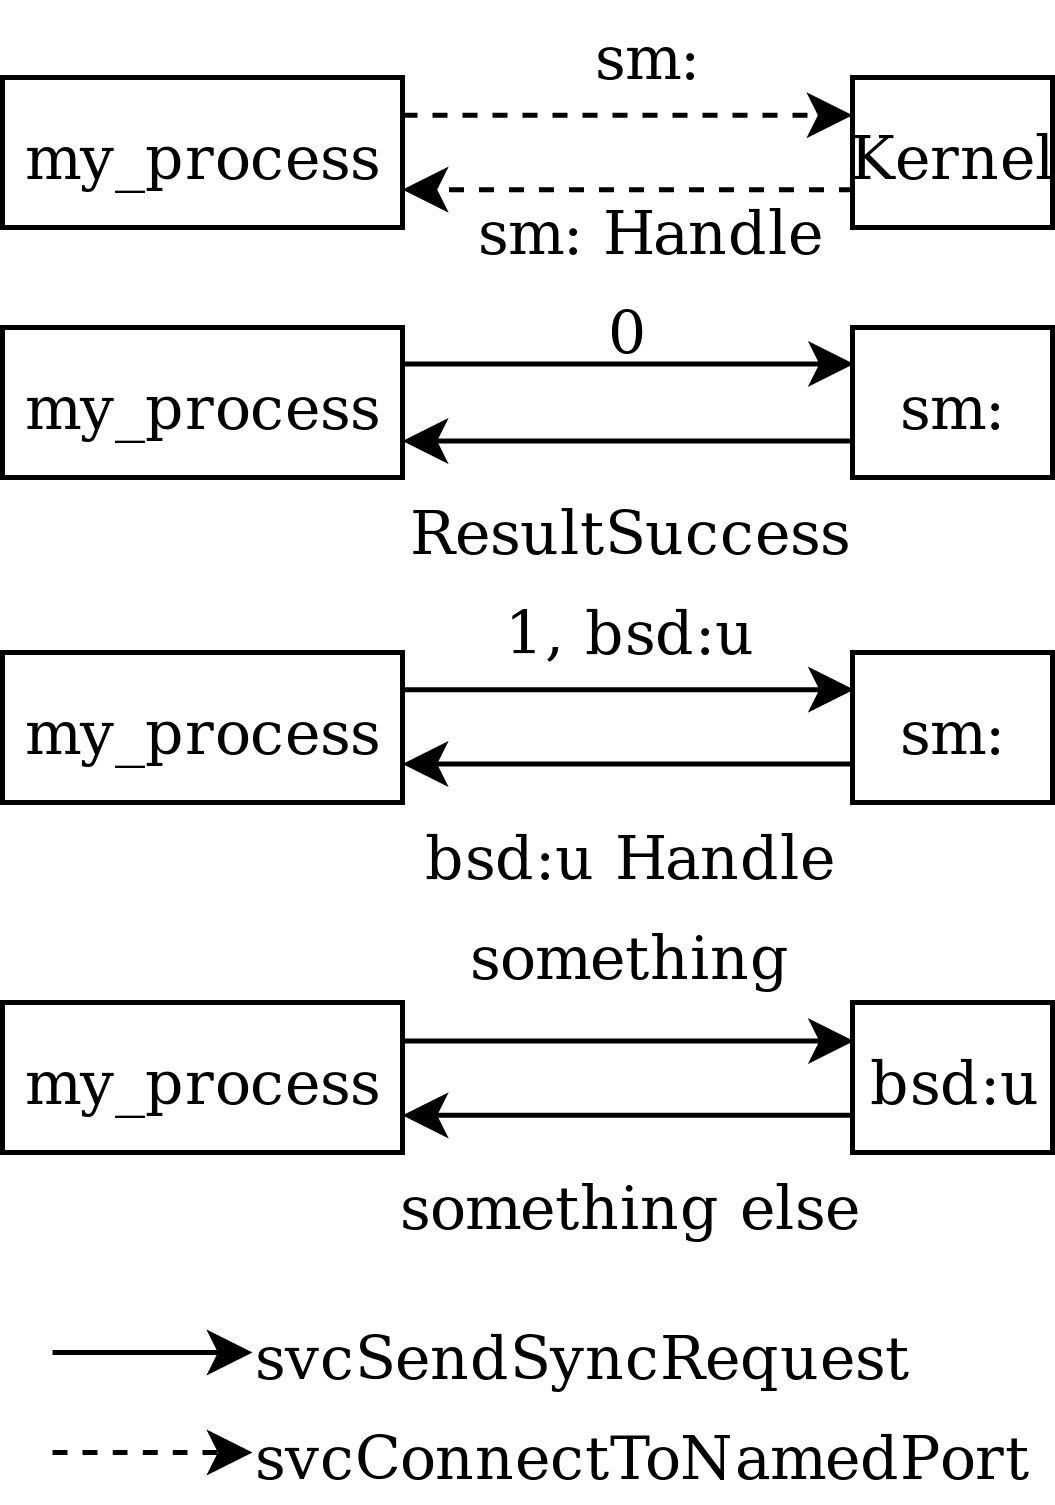 sm:
my_process
Kernel
sm: Handle
0
my_process
sm:
ResultSuccess
1, bsd:u
my_process
sm:
bsd:u Handle
something
my_process
bsd:u
something else
svcSendSyncRequest
svcConnectToNamedPort